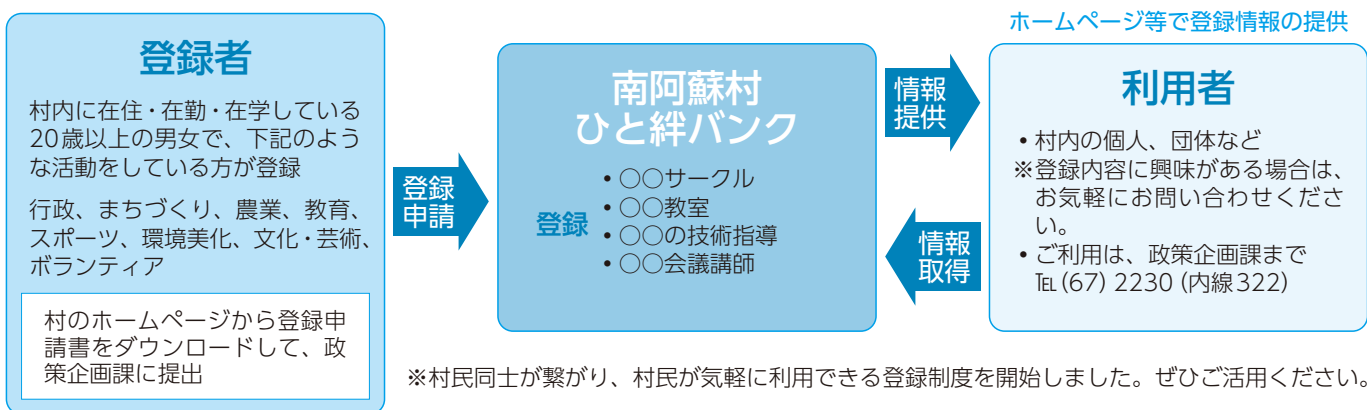 登録者
村内に在住・在勤・在学している
20歳以上の男女で、下記のよう
な活動をしている方が登録
行政、まちづくり、農業、教育、
スポーツ、環境美化、文化・芸術、
ボランティア
村のホームページから登録申
請書をダウンロードして、政
策企画課に提出
登録
申請
南阿蘇村
ひと絆バンク
登録
•○○サークル
•○○教室
•○○の技術指導
•○○会議講師
情報
提供
情報
取得
ホームページ等で登録情報の提供
利用者
•村内の個人、団体など
※登録内容に興味がある場合は、
お気軽にお問い合わせくださ
い。
•ご利用は、政策企画課まで
℡(67) 2230 (内線322)
※村民同士が繋がり、村民が気軽に利用できる登録制度を開始しました。ぜひご活用ください。